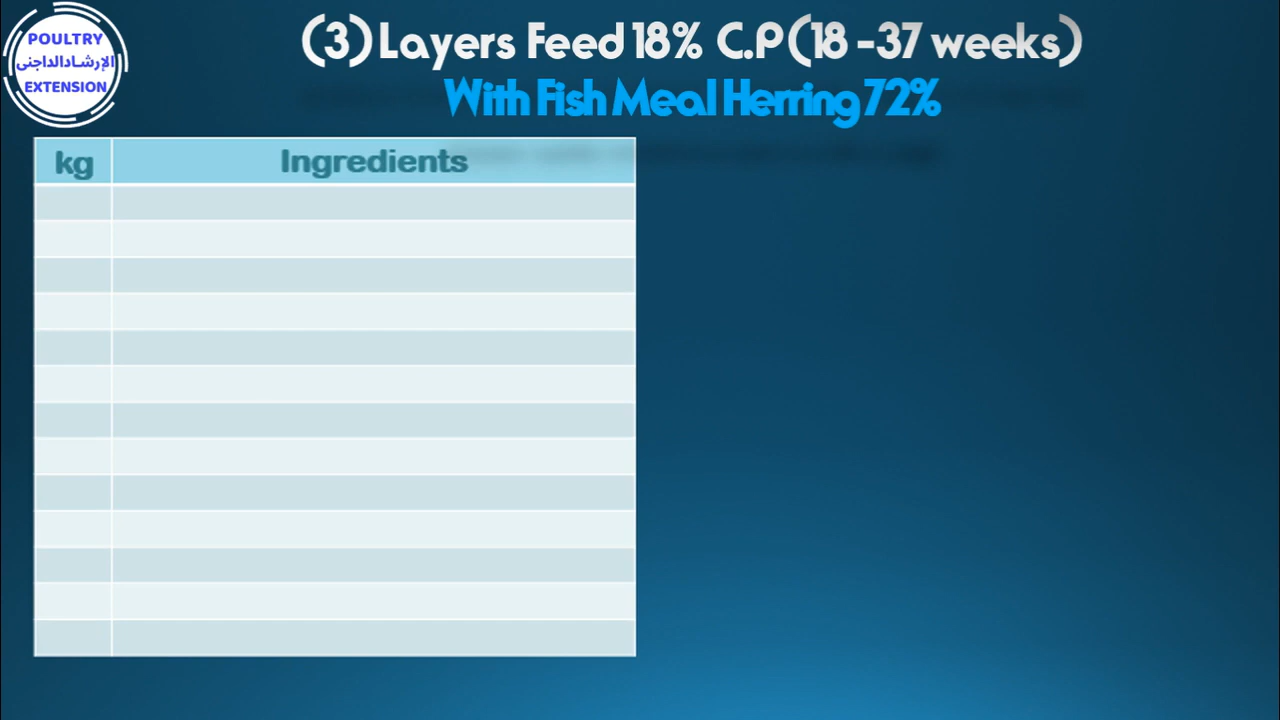 POULTRY
الإرشادالداجنى
EXTENSION
(3)Layers Feed 18% C.P(18 -37 weeks)
With Fish Meal Herring 72%
kg Ingredients